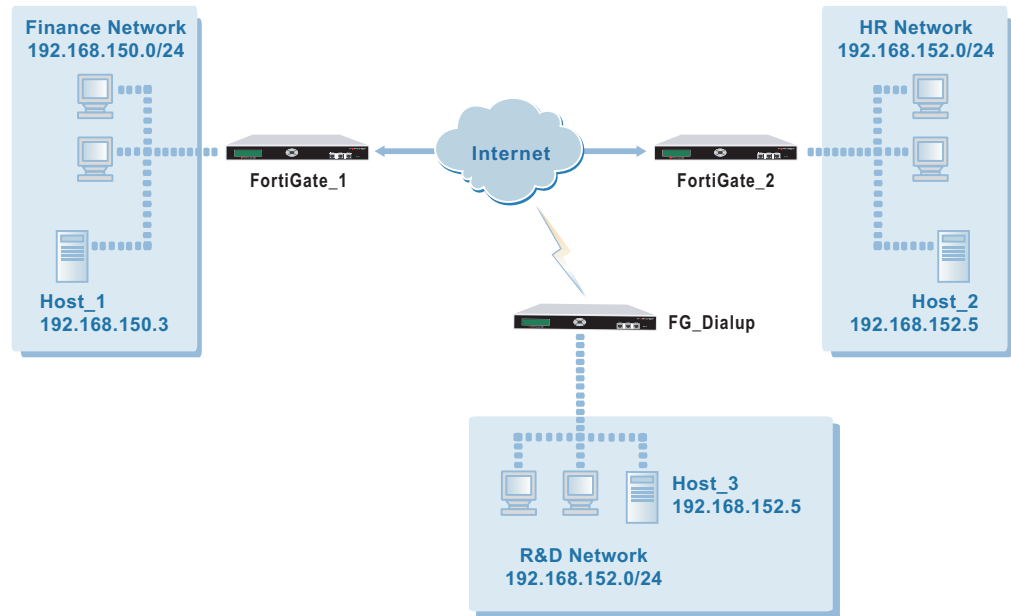 Finance Network
192.168.150.0/24
HR Network
192.168.152.0/24
Internet
FortiGate_1
FortiGate_2
Host_1
192.168.150.3
Host_2
192.168.152.5
FG_Dialup
Host_3
192.168.152.5
R&D Network
192.168.152.0/24